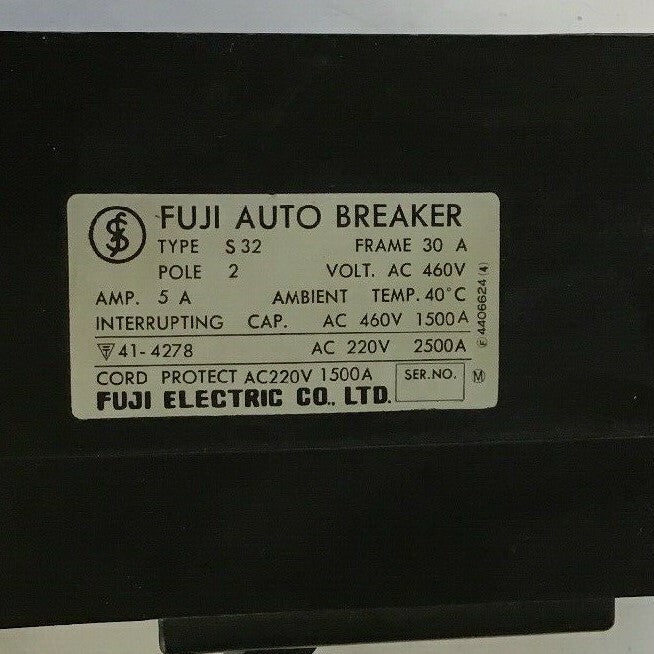 FUJI AUTO BREAKER
TYPE S 32 FRAME 30 A
POLE 2 VOLT. AC 460V
AMP. 5 A AMBIENT TEMP. 40°C
INTERRUPTING CAP. AC 460V 1500A
41-4278 AC 220V 2500A
CORD PROTECT AC220V 1500A SER.NO. M
FUJI ELECTRIC CO., LTD.
F 4406624 (4)